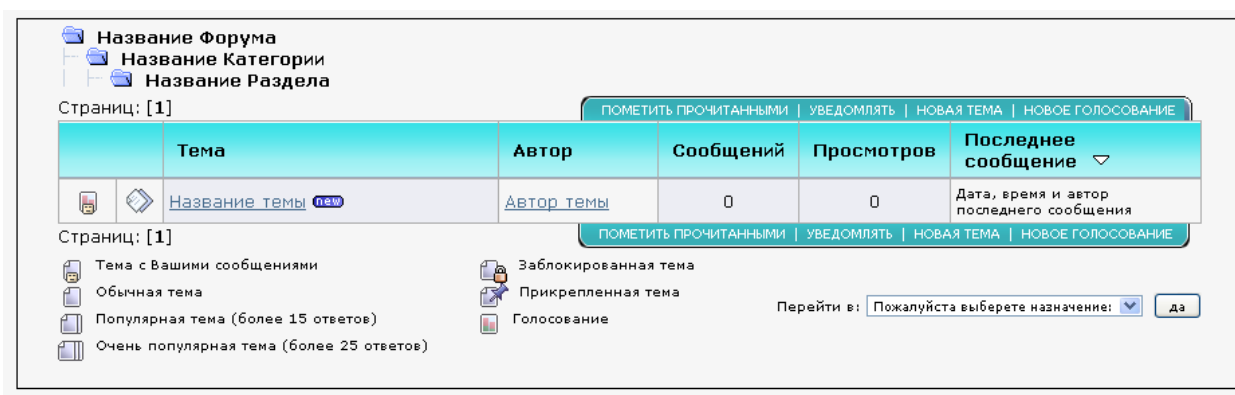 Название Форума
Название Категории
Название Раздела
Страниц: [1]
ПОМЕТИТЬ ПРОЧИТАННЫМИ | УВЕДОМЛЯТЬ | НОВАЯ ТЕМА | НОВОЕ ГОЛОСОВАНИЕ
Тема Автор Сообщений Просмотров Последнее сообщение
Название темы new Автор темы 0 0 Дата, время и автор последнего сообщения
Страниц: [1]
ПОМЕТИТЬ ПРОЧИТАННЫМИ | УВЕДОМЛЯТЬ | НОВАЯ ТЕМА | НОВОЕ ГОЛОСОВАНИЕ
Тема с Вашими сообщениями
Обычная тема
Популярная тема (более 15 ответов)
Очень популярная тема (более 25 ответов)
Заблокированная тема
Прикрепленная тема
Голосование
Перейти в: Пожалуйста выберете назначение: да